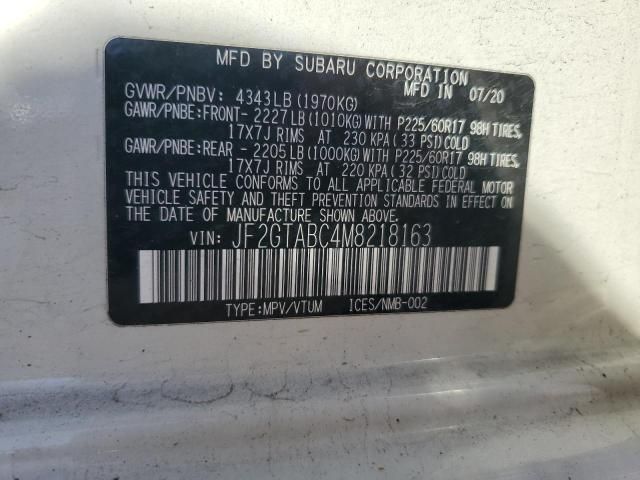 MFD BY SUBARU CORPORATION
MFD IN 07/20
GVWR/PNBV: 4343LB(1970KG)
GAWR/PNBE:FRONT- 2227LB(1010KG)WITH P225/60R17 98H TIRES,
17X7J RIMS AT 230 KPA( 33 PSI)COLD
GAWR/PNBE:REAR - 2205LB(1000KG)WITH P225/60R17 98H TIRES,
17X7J RIMS AT 220 KPA( 32 PSI)COLD
THIS VEHICLE CONFORMS TO ALL APPLICABLE FEDERAL MOTOR
VEHICLE SAFETY AND THEFT PREVENTION STANDARDS IN EFFECT ON
THE DATE OF MANUFACTURE SHOWN ABOVE.
VIN: JF2GTABC4M8218163
TYPE:MPV/VTUM ICES/NMB-002